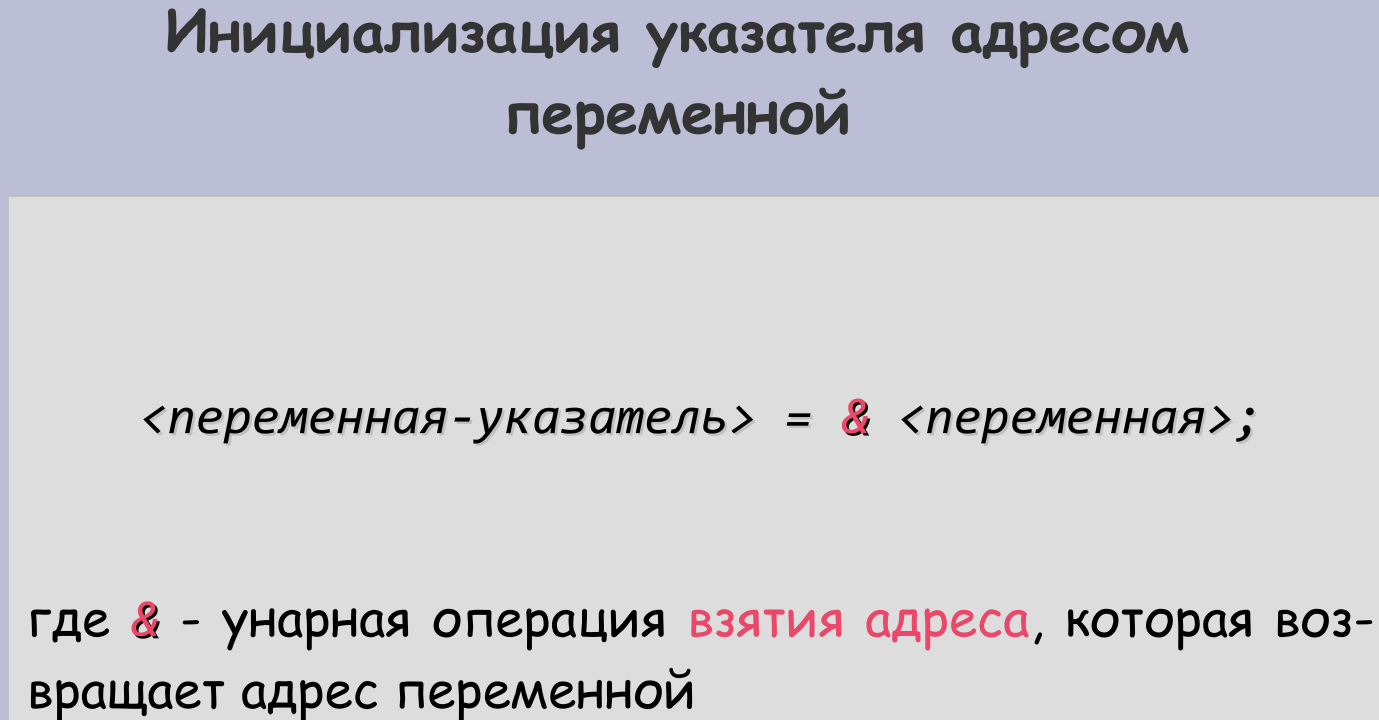 Инициализация указателя адресом
переменной
<переменная-указатель> = & <переменная>;
где & - унарная операция взятия адреса, которая воз-
вращает адрес переменной